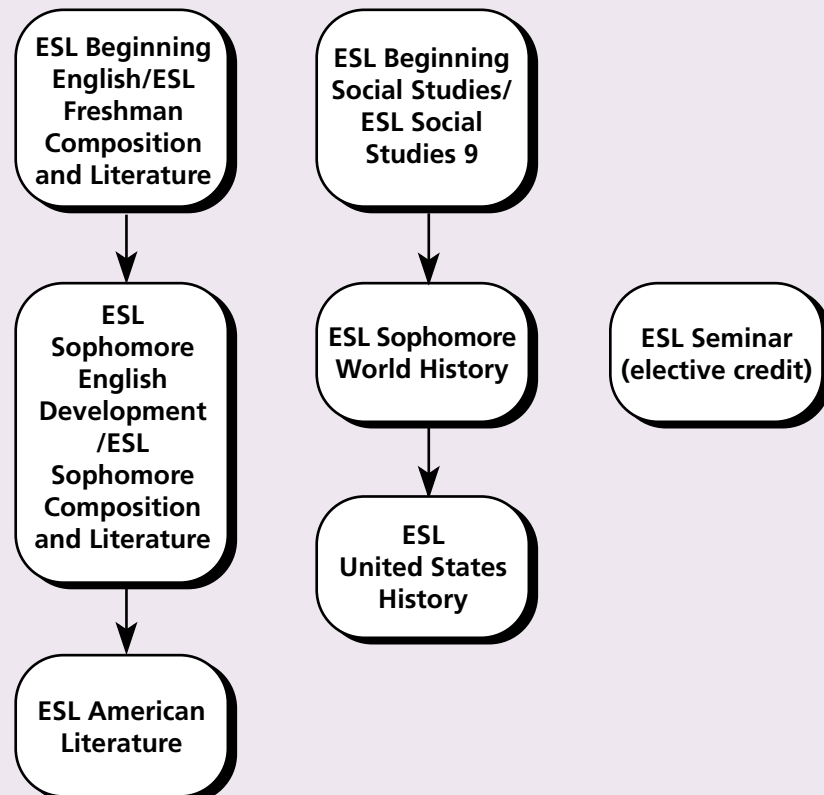 ESL Beginning
English/ESL
Freshman
Composition
and Literature
ESL Beginning
Social Studies/
ESL Social
Studies 9
ESL
Sophomore
English
Development
/ESL
Sophomore
Composition
and Literature
ESL Sophomore
World History
ESL Seminar
(elective credit)
ESL
United States
History
ESL American
Literature